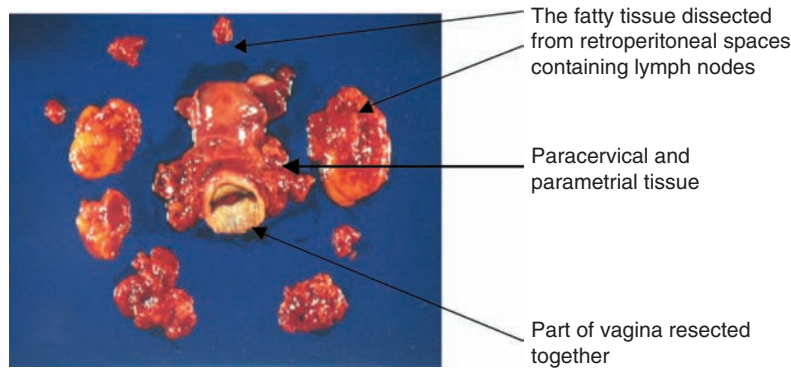 The fatty tissue dissected
from retroperitoneal spaces
containing lymph nodes
Paracervical and
parametrial tissue
Part of vagina resected
together